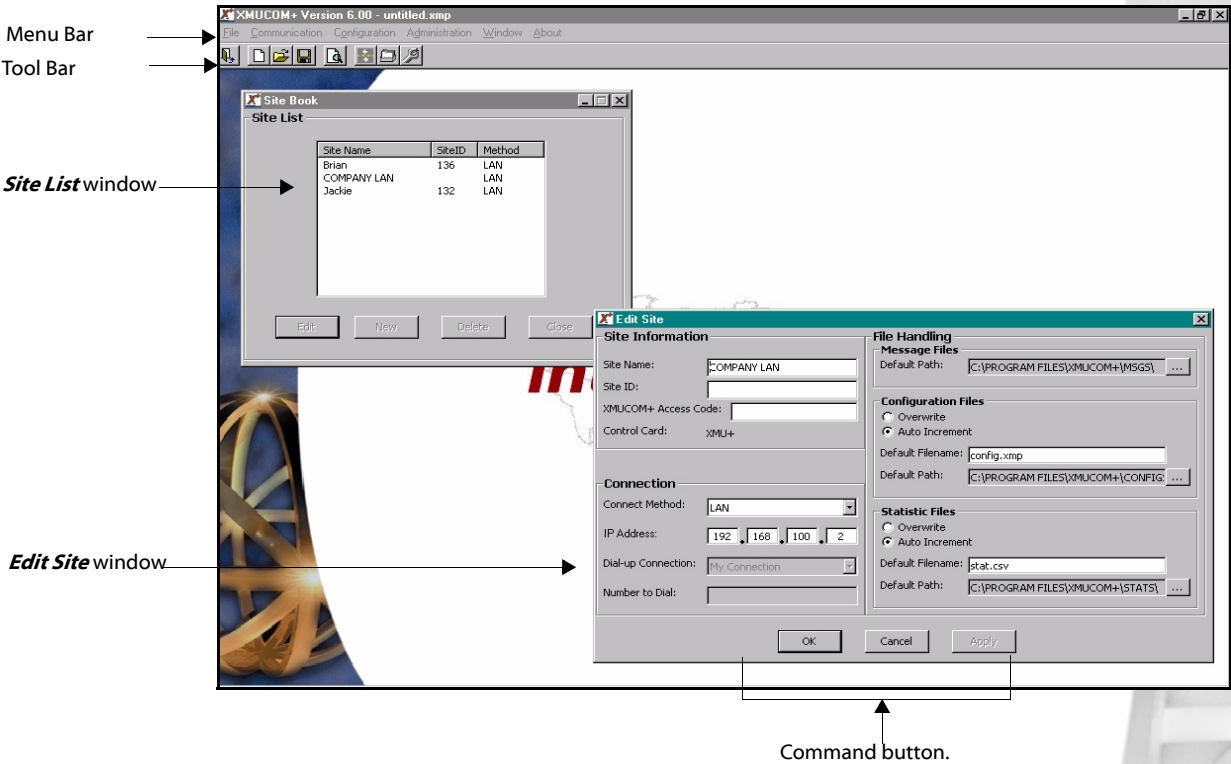 XMUCOM+ Version 6.00 - untitled.xmp
Menu Bar
File Communication Configuration Administration Window About
Tool Bar
Site Book
Site List
Site Name SiteID Method
Brian 136 LAN
COMPANY LAN LAN
Jackie 132 LAN
Site List window
Edit New Delete Close
Edit Site
Site Information
Site Name: COMPANY LAN
Site ID:
XMUCOM+ Access Code:
Control Card: XMU+
Connection
Connect Method: LAN
IP Address: 192 . 168 . 100 . 2
Dial-up Connection: My Connection
Number to Dial:
File Handling
Message Files
Default Path: C:\PROGRAM FILES\XMUCOM+\MSGS\ ...
Configuration Files
Overwrite
Auto Increment
Default Filename: config.xmp
Default Path: C:\PROGRAM FILES\XMUCOM+\CONFIG ...
Statistic Files
Overwrite
Auto Increment
Default Filename: stat.csv
Default Path: C:\PROGRAM FILES\XMUCOM+\STATS\ ...
Edit Site window
OK Cancel Apply
Command button.